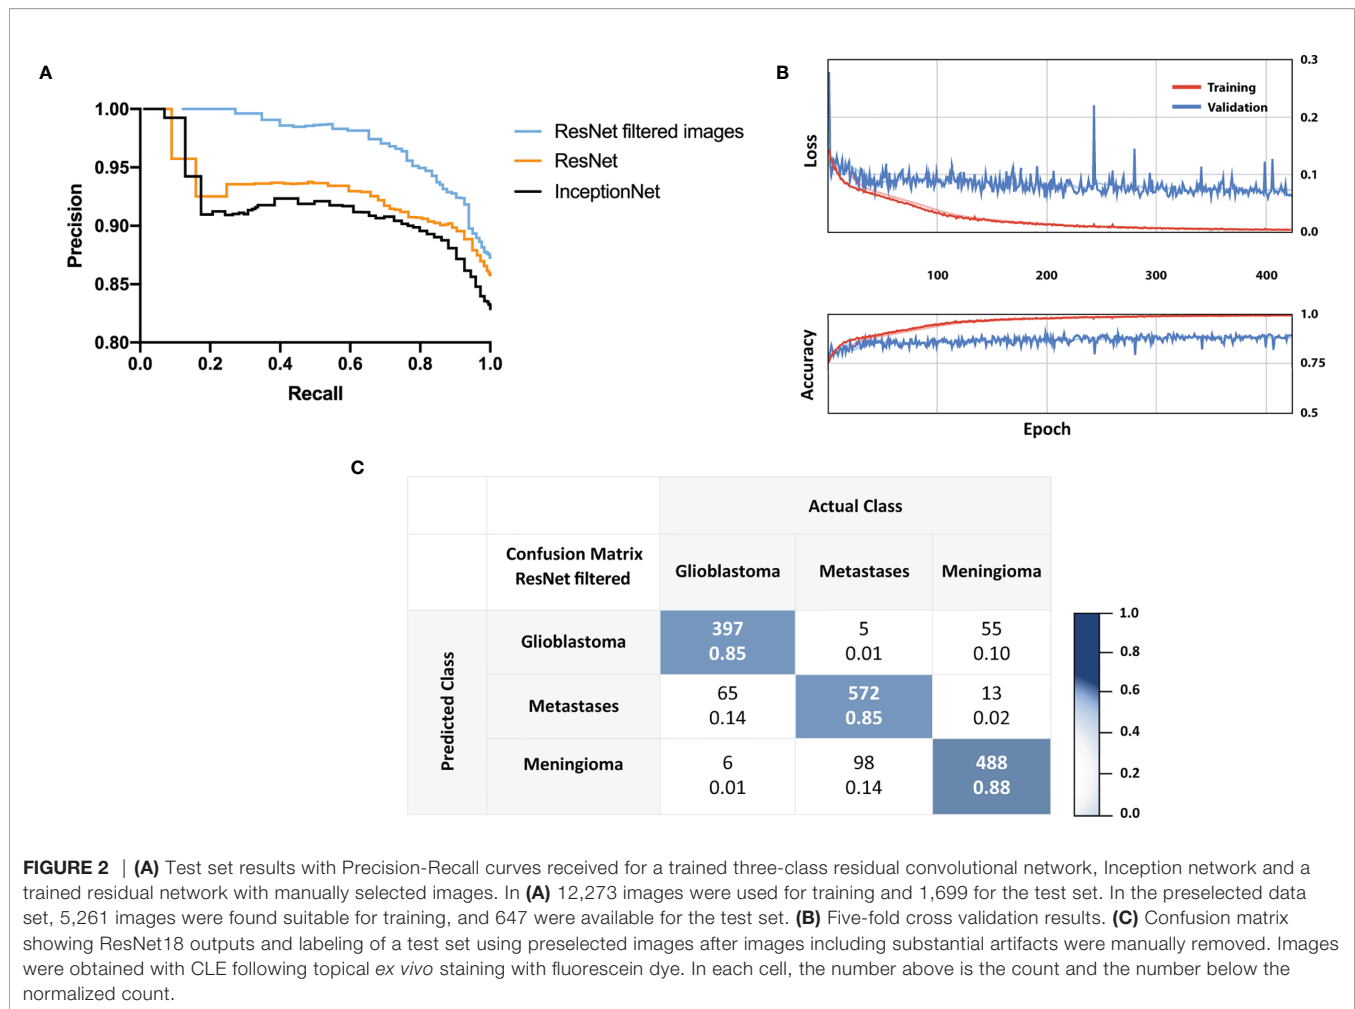 A
1.00
0.95
0.90
0.85
0.80
Precision
0.0 0.2 0.4 0.6 0.8 1.0
Recall
ResNet filtered images
ResNet
InceptionNet
B
Loss
Training
Validation
0.3
0.2
0.1
0.0
100 200 300 400
Accuracy
1.0
0.75
0.5
Epoch
C
Actual Class
Confusion Matrix
ResNet filtered
Glioblastoma Metastases Meningioma
Predicted Class
Glioblastoma
397 5 55
0.85 0.01 0.10
Metastases
65 572 13
0.14 0.85 0.02
Meningioma
6 98 488
0.01 0.14 0.88
1.0
0.8
0.6
0.4
0.2
0.0
FIGURE 2 | (A) Test set results with Precision-Recall curves received for a trained three-class residual convolutional network, Inception network and a
trained residual network with manually selected images. In (A) 12,273 images were used for training and 1,699 for the test set. In the preselected data
set, 5,261 images were found suitable for training, and 647 were available for the test set. (B) Five-fold cross validation results. (C) Confusion matrix
showing ResNet18 outputs and labeling of a test set using preselected images after images including substantial artifacts were manually removed. Images
were obtained with CLE following topical ex vivo staining with fluorescein dye. In each cell, the number above is the count and the number below the
normalized count.